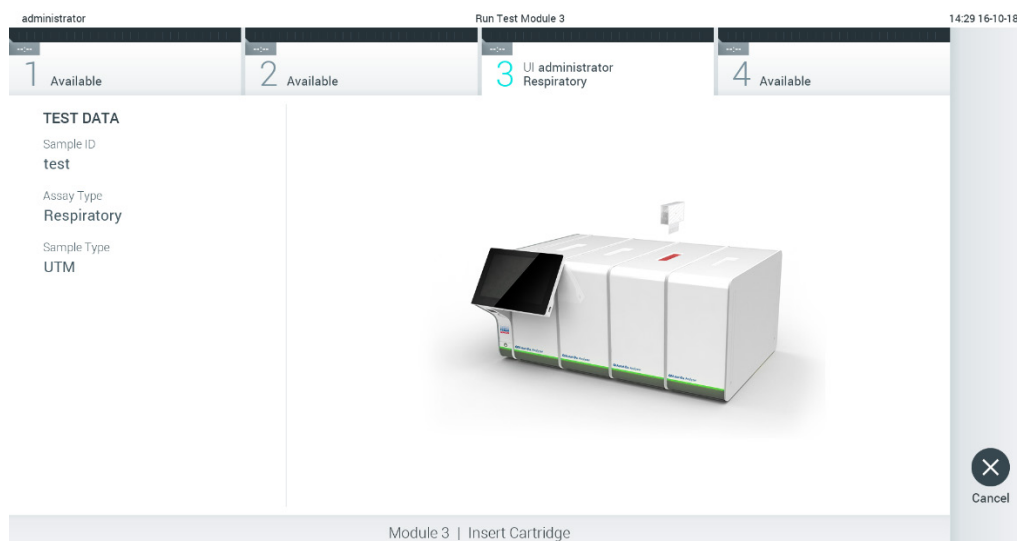 administrator
Run Test Module 3
14:29 16-10-18
--:--
--:--
--:--
--:--
1 Available
2 Available
3 UI administrator
Respiratory
4 Available
TEST DATA
Sample ID
test
Assay Type
Respiratory
Sample Type
UTM
Cancel
Module 3 | Insert Cartridge